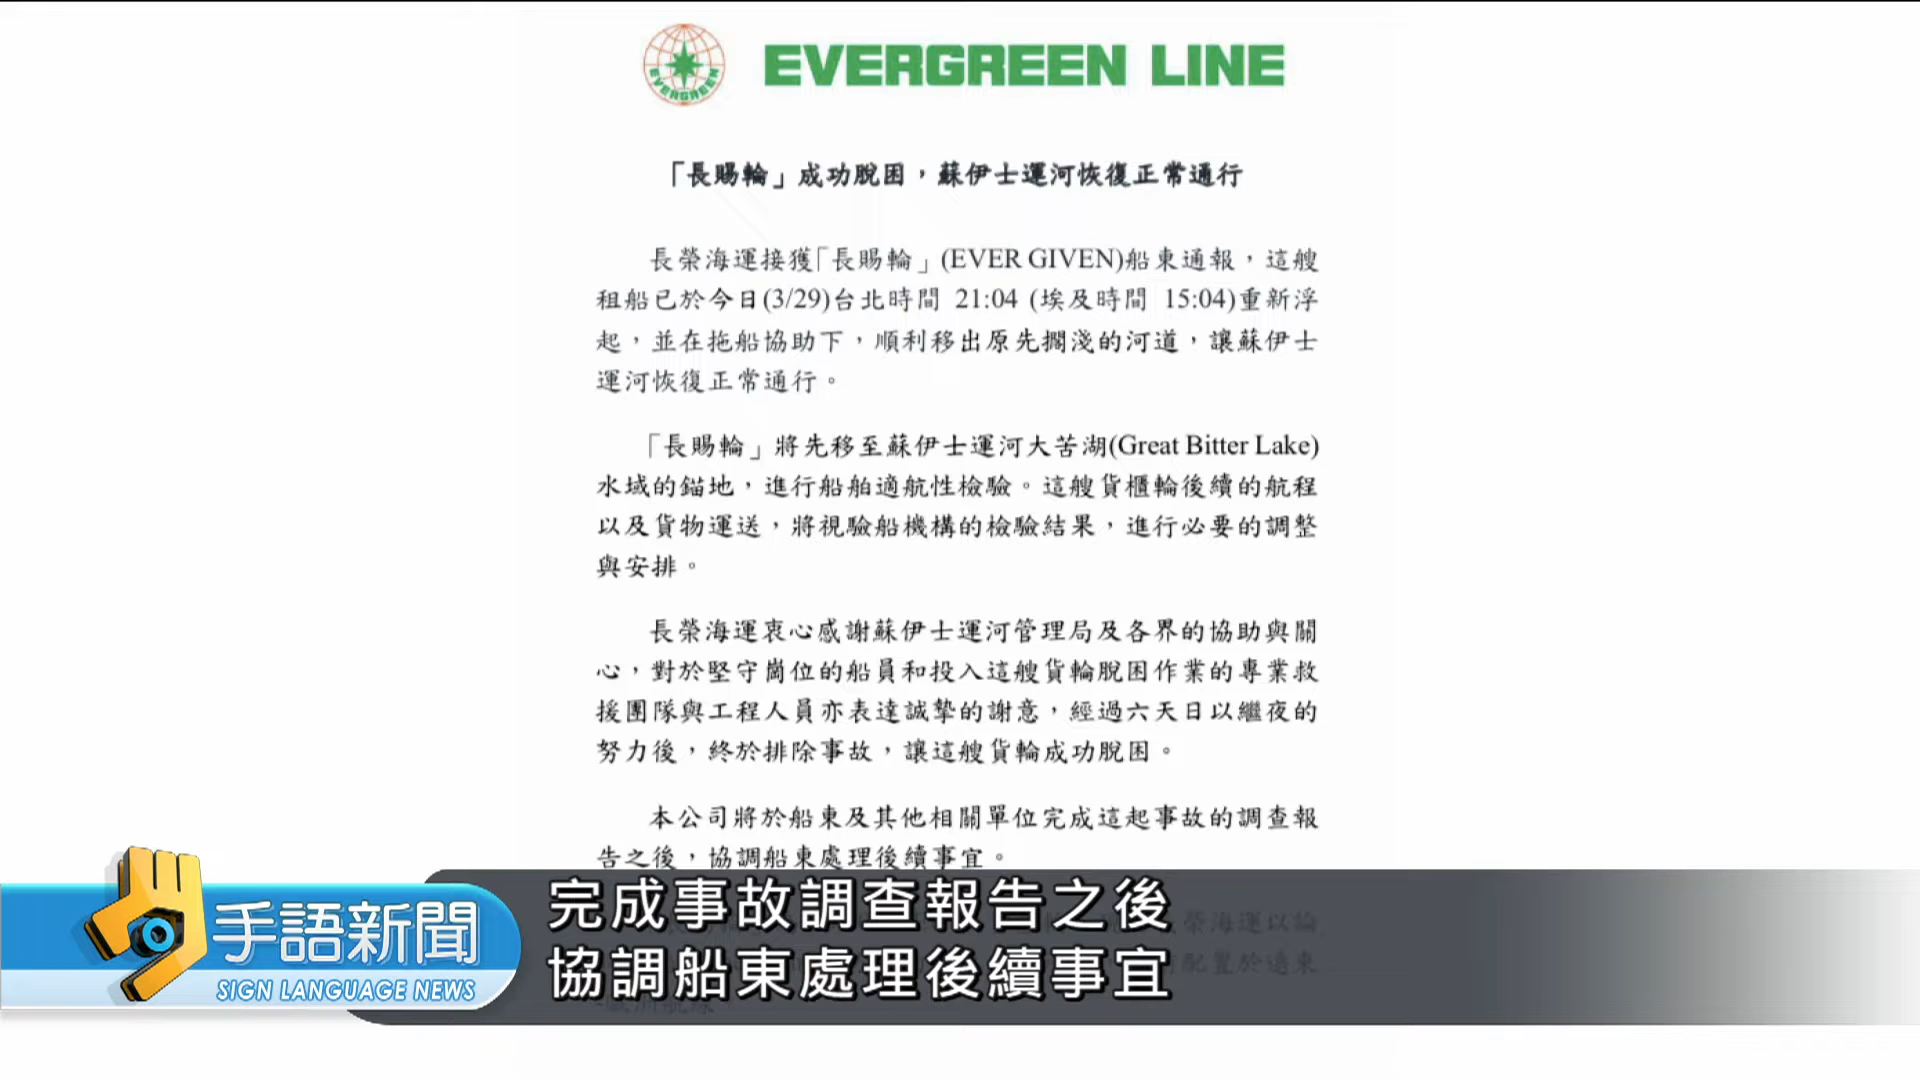 EVERGREEN
EVERGREEN LINE
「長賜輪」成功脫困，蘇伊士運河恢復正常通行
長榮海運接獲「長賜輪」(EVER GIVEN)船東通報，這艘
租船已於今日(3/29)台北時間 21:04 (埃及時間 15:04)重新浮
起，並在拖船協助下，順利移出原先擱淺的河道，讓蘇伊士
運河恢復正常通行。
「長賜輪」將先移至蘇伊士運河大苦湖(Great Bitter Lake)
水域的錨地，進行船舶適航性檢驗。這艘貨櫃輪後續的航程
以及貨物運送，將視驗船機構的檢驗結果，進行必要的調整
與安排。
長榮海運衷心感謝蘇伊士運河管理局及各界的協助與關
心，對於堅守崗位的船員和投入這艘貨輪脫困作業的專業救
援團隊與工程人員亦表達誠摯的謝意，經過六天日以繼夜的
努力後，終於排除事故，讓這艘貨輪成功脫困。
本公司將於船東及其他相關單位完成這起事故的調查報
告之後，協調船東處理後續事宜。
榮海運以論
配置於遠東
手語新聞
SIGN LANGUAGE NEWS
完成事故調查報告之後
協調船東處理後續事宜